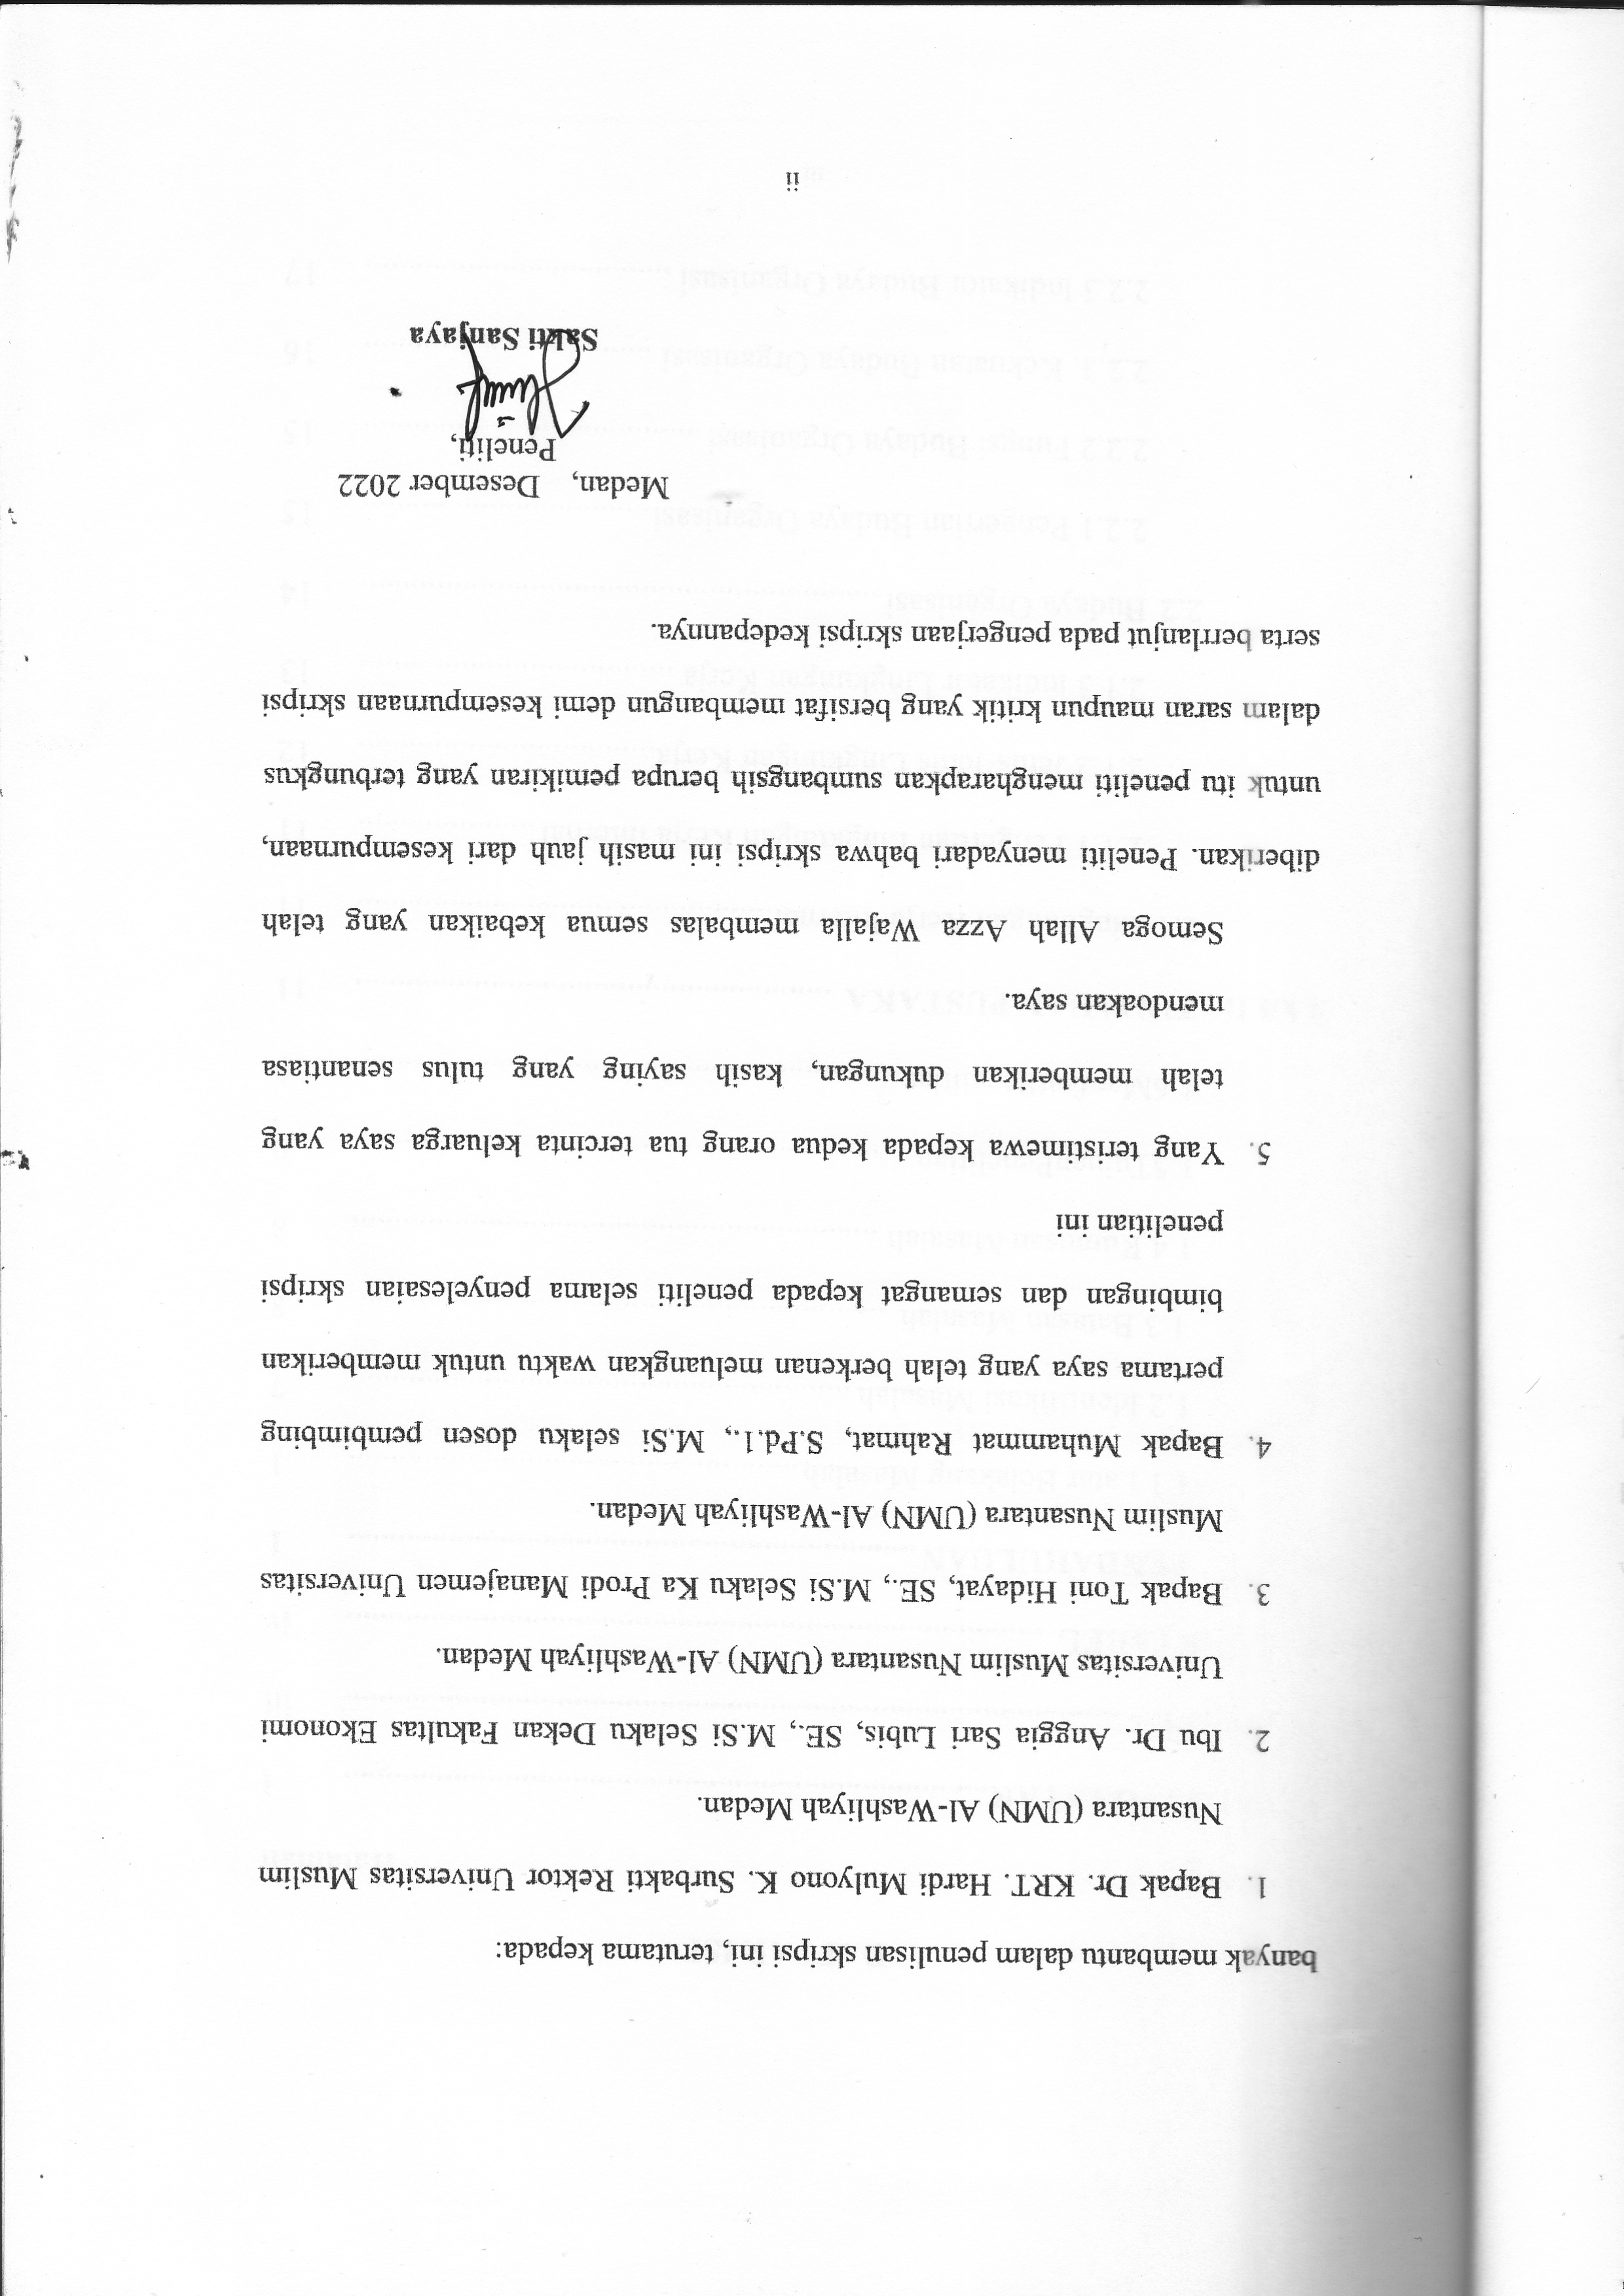 banyak membantu dalam penulisan skripsi ini, terutama kepada:
1. Bapak Dr. KRT. Hardi Mulyono K. Surbakti Rektor Universitas Muslim
Nusantara (UMN) Al-Washliyah Medan.
2. Ibu Dr. Anggia Sari Lubis, SE., M.Si Selaku Dekan Fakultas Ekonomi
Universitas Muslim Nusantara (UMN) Al-Washliyah Medan.
3. Bapak Toni Hidayat, SE., M.Si Selaku Ka Prodi Manajemen Universitas
Muslim Nusantara (UMN) Al-Washliyah Medan.
4. Bapak Muhammat Rahmat, S.Pd.I., M.Si selaku dosen pembimbing
pertama saya yang telah berkenan meluangkan waktu untuk memberikan
bimbingan dan semangat kepada peneliti selama penyelesaian skripsi
penelitian ini
5. Yang teristimewa kepada kedua orang tua tercinta keluarga saya yang
telah memberikan dukungan, kasih saying yang tulus senantiasa
mendoakan saya.
Semoga Allah Azza Wajalla membalas semua kebaikan yang telah
diberikan. Peneliti menyadari bahwa skripsi ini masih jauh dari kesempurnaan,
untuk itu peneliti mengharapkan sumbangsih berupa pemikiran yang terbungkus
dalam saran maupun kritik yang bersifat membangun demi kesempurnaan skripsi
serta berrlanjut pada pengerjaan skripsi kedepannya.
Medan, Desember 2022
Peneliti,
Sakti Sanjaya
ii